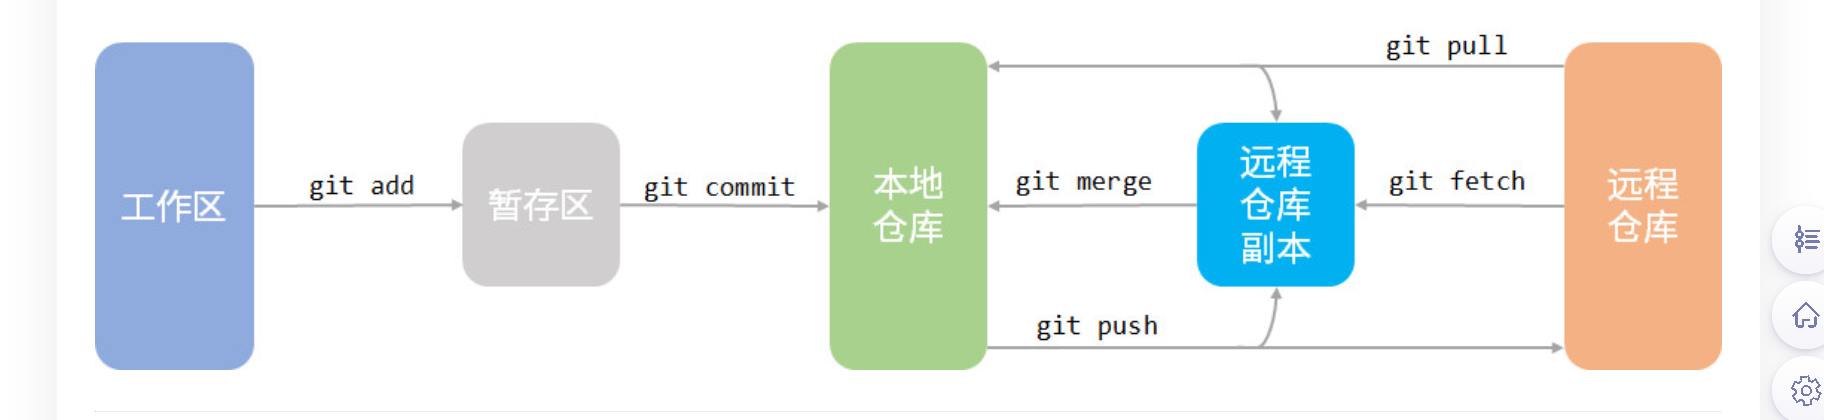 git pull
工作区
git add
暂存区
git commit
本地
仓库
git merge
远程
仓库
副本
git fetch
远程
仓库
git push